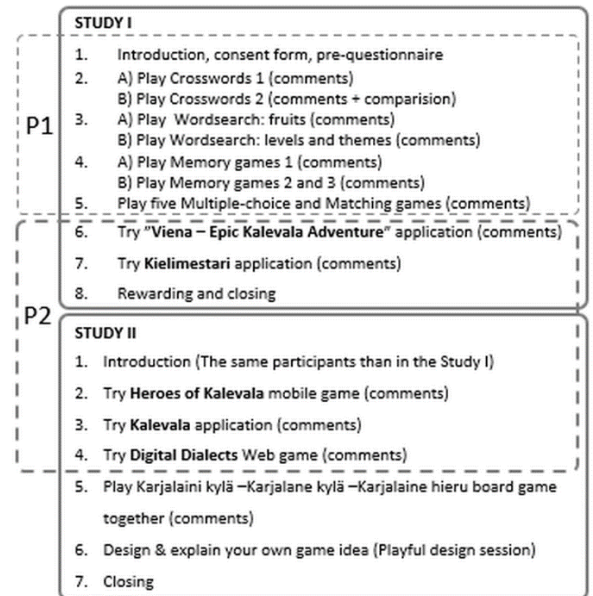 STUDY I
1. Introduction, consent form, pre-questionnaire
2. A) Play Crosswords 1 (comments)
B) Play Crosswords 2 (comments + comparision)
3. A) Play Wordsearch: fruits (comments)
B) Play Wordsearch: levels and themes (comments)
4. A) Play Memory games 1 (comments)
B) Play Memory games 2 and 3 (comments)
5. Play five Multiple-choice and Matching games (comments)
P1
6. Try ”Viena – Epic Kalevala Adventure” application (comments)
7. Try Kielimestari application (comments)
8. Rewarding and closing
P2
STUDY II
1. Introduction (The same participants than in the Study I)
2. Try Heroes of Kalevala mobile game (comments)
3. Try Kalevala application (comments)
4. Try Digital Dialects Web game (comments)
5. Play Karjalaini kylä –Karjalane kylä –Karjalaine hieru board game
together (comments)
6. Design & explain your own game idea (Playful design session)
7. Closing